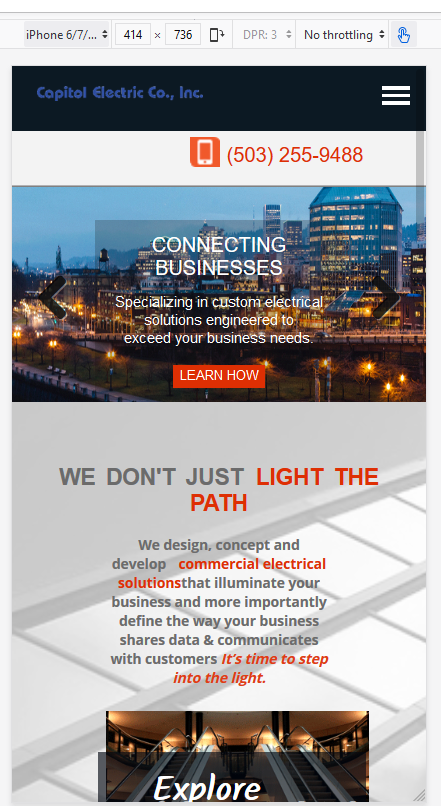 iPhone 6/7/... 414 × 736 DPR: 3 No throttling
Capitol Electric Co., Inc.
(503) 255-9488
CONNECTING
BUSINESSES
Specializing in custom electrical
solutions engineered to
exceed your business needs.
LEARN HOW
WE DON'T JUST LIGHT THE
PATH
We design, concept and
develop commercial electrical
solutionsthat illuminate your
business and more importantly
define the way your business
shares data & communicates
with customers It's time to step
into the light.
Explore